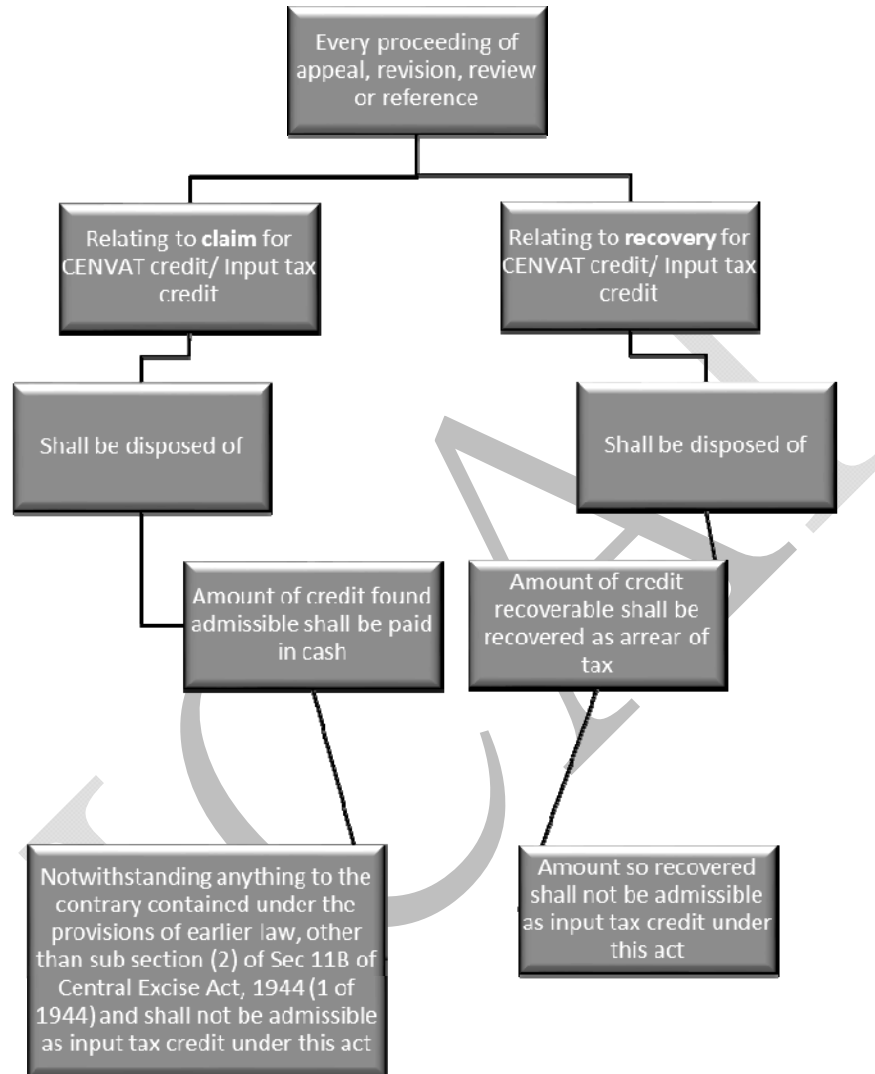 Every proceeding of
appeal, revision, review
or reference
Relating to claim for
CENVAT credit/ Input tax
credit
Relating to recovery for
CENVAT credit/ Input tax
credit
Shall be disposed of
Shall be disposed of
Amount of credit found
admissible shall be paid
in cash
Amount of credit
recoverable shall be
recovered as arrear of
tax
Notwithstanding anything to the
contrary contained under the
provisions of earlier law, other
than sub section (2) of Sec 11B of
Central Excise Act, 1944 (1 of
1944) and shall not be admissible
as input tax credit under this act
Amount so recovered
shall not be admissible
as input tax credit under
this act